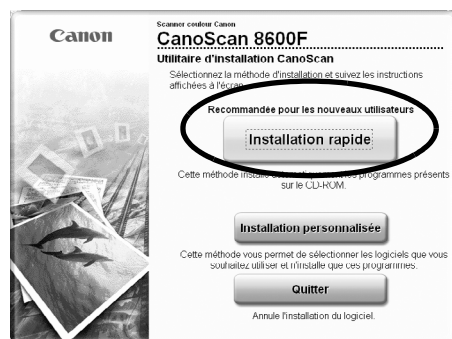 Canon
Scanner couleur Canon
CanoScan 8600F
Utilitaire d'installation CanoScan
Sélectionnez la méthode d'installation et suivez les instructions
affichées à l'écran.
Recommandée pour les nouveaux utilisateurs
Installation rapide
Cette méthode installe programmes présents
sur le CD-ROM.
Installation personnalisée
Cette méthode vous permet de sélectionner les logiciels que vous
souhaitez utiliser et n'installe que ces programmes.
Quitter
Annule l'installation du logiciel.